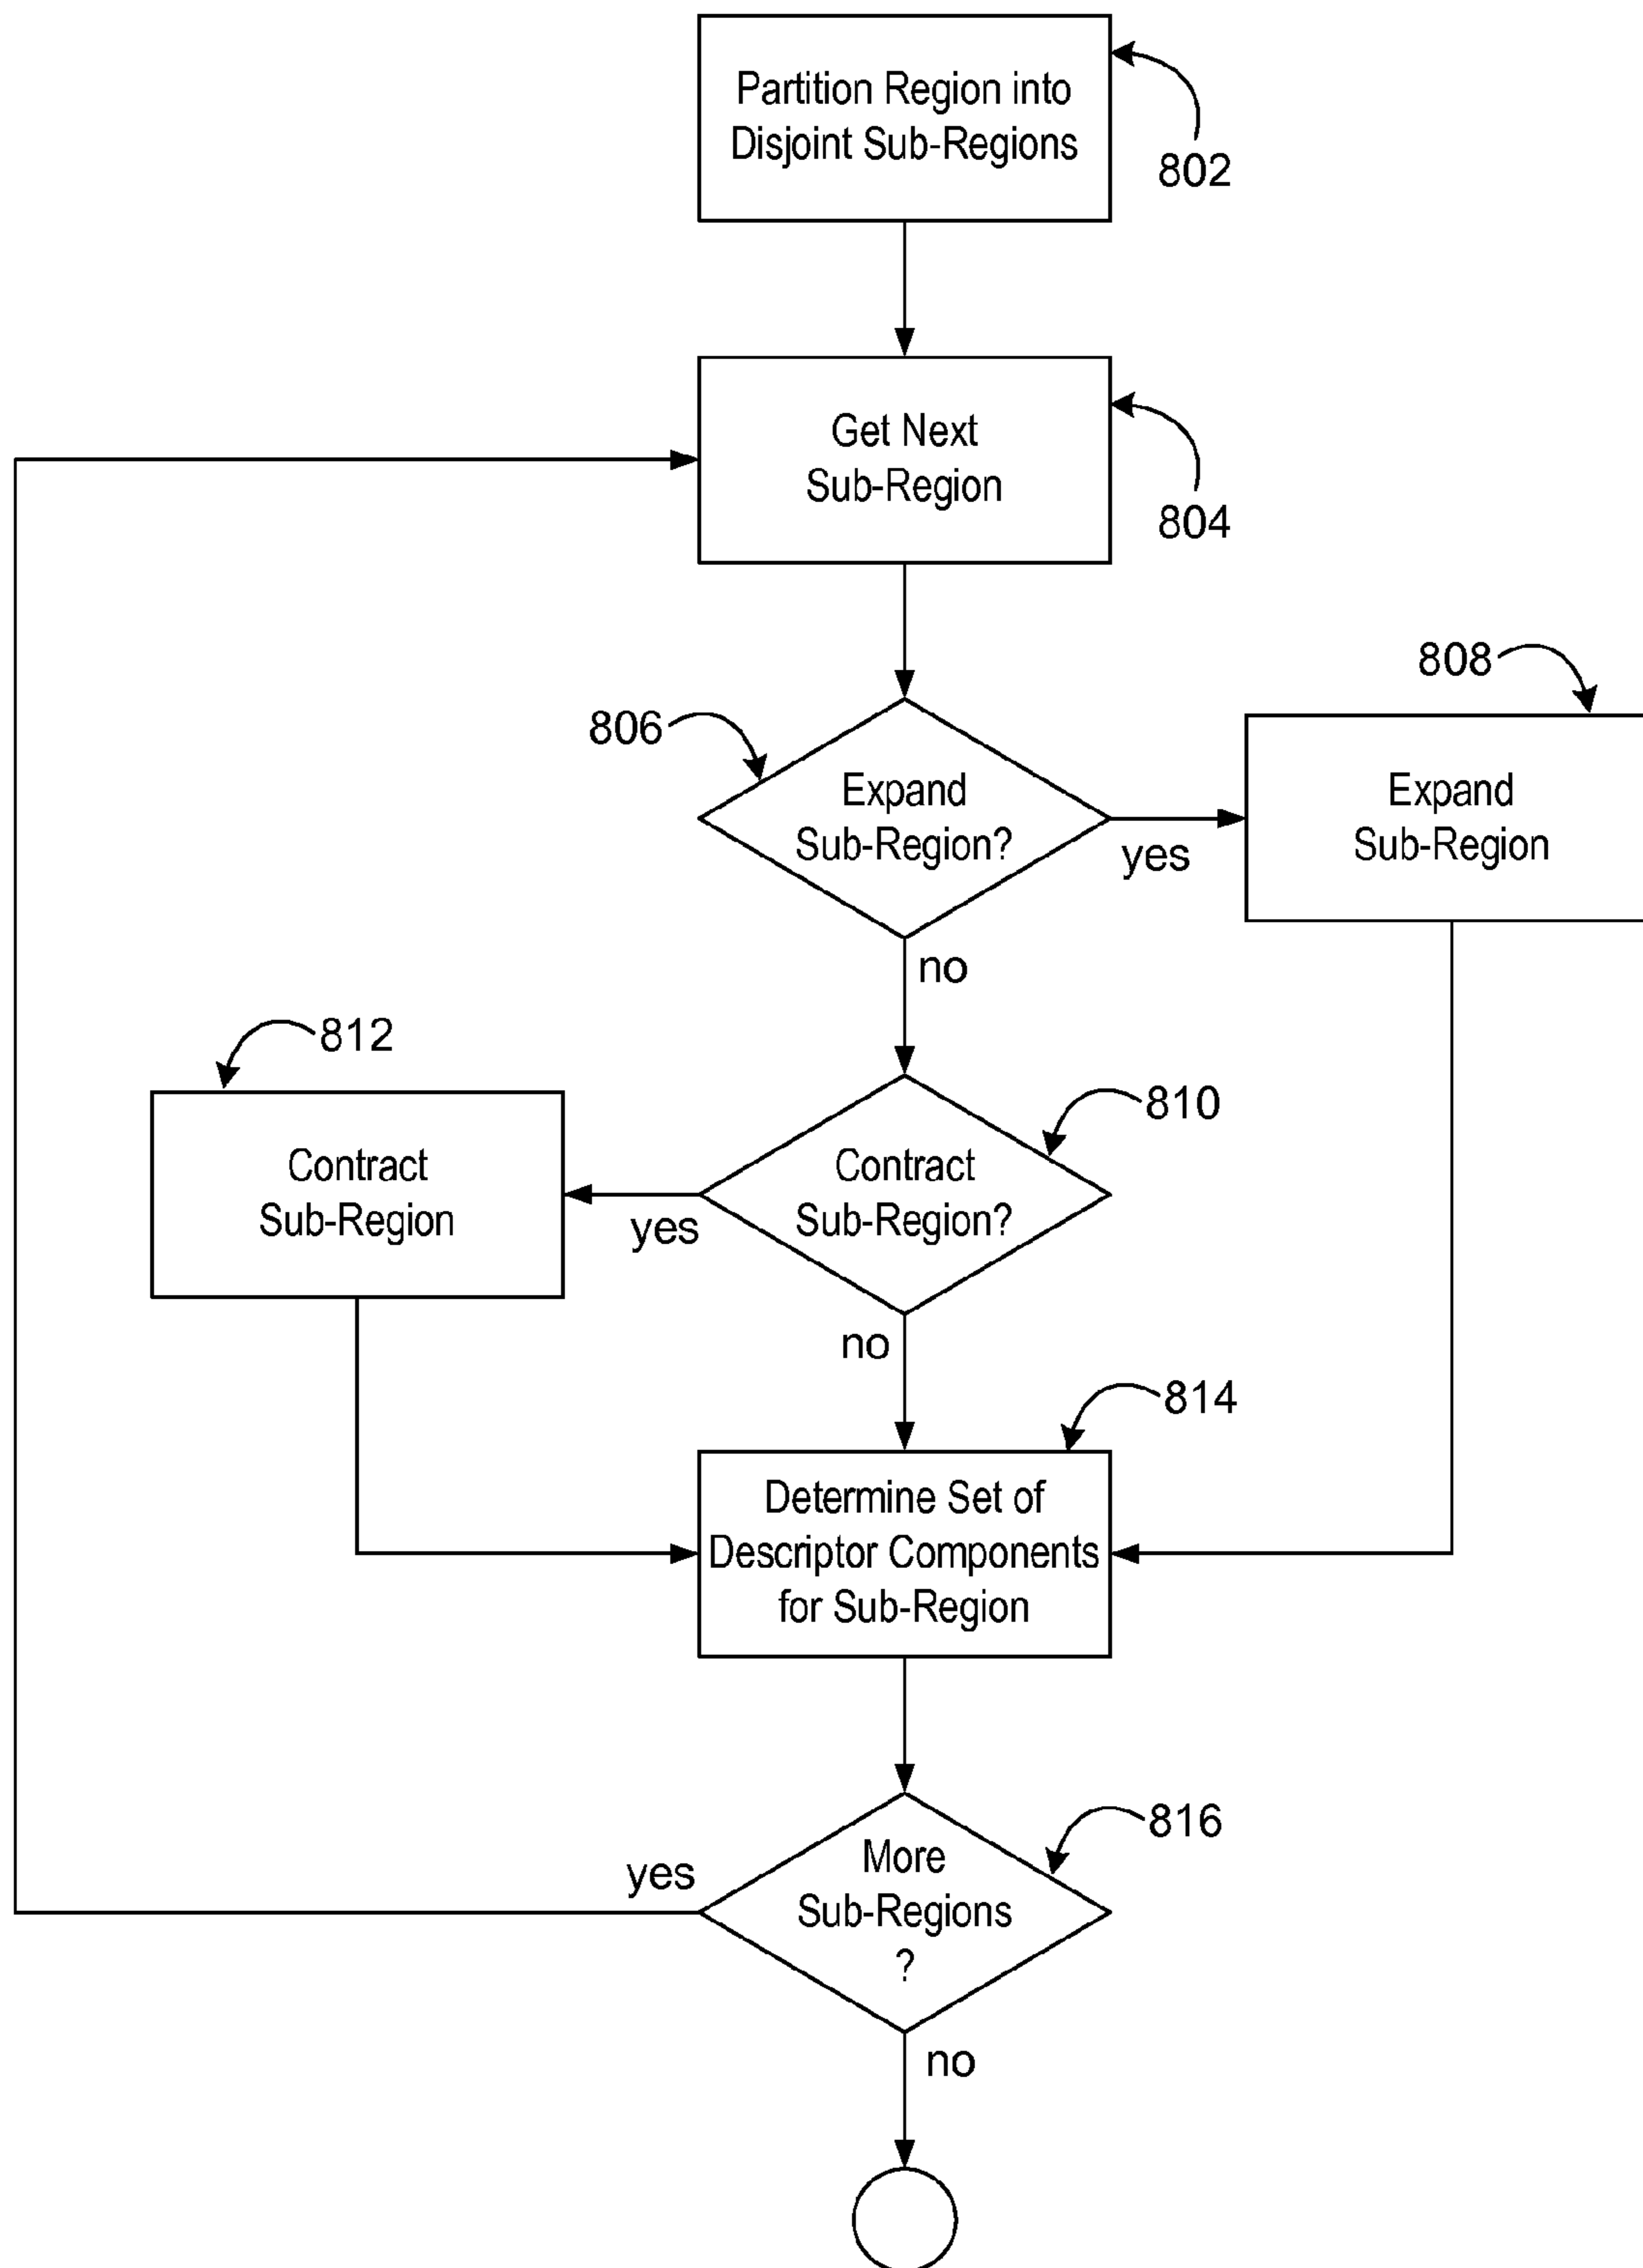 Partition Region into
Disjoint Sub-Regions
802
Get Next
Sub-Region
804
808
806
Expand
Sub-Region?
yes
Expand
Sub-Region
no
812
810
Contract
Sub-Region
yes
Contract
Sub-Region?
no
814
Determine Set of
Descriptor Components
for Sub-Region
816
yes
More
Sub-Regions
?
no